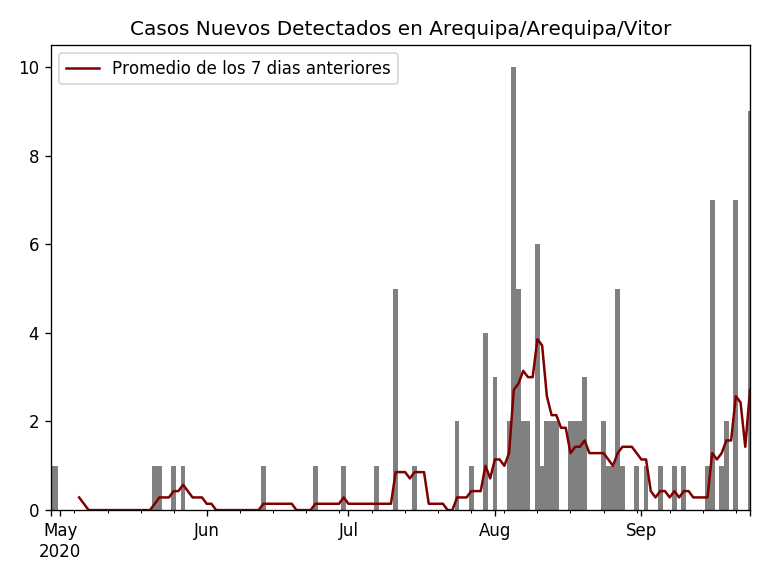 Casos Nuevos Detectados en Arequipa/Arequipa/Vitor
Promedio de los 7 dias anteriores
10
8
6
4
2
0
May Jun Jul Aug Sep
2020